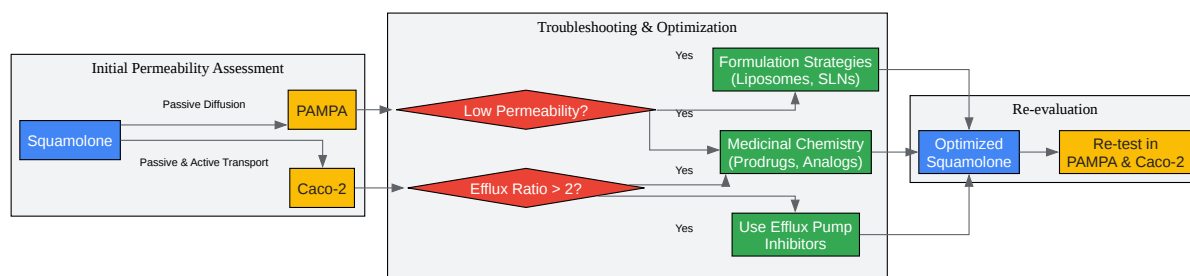 Initial Permeability Assessment
Squamolone
Passive Diffusion
PAMPA
Passive & Active Transport
Caco-2
Troubleshooting & Optimization
Low Permeability?
Efflux Ratio > 2?
Yes
Yes
Yes
Yes
Formulation Strategies
(Liposomes, SLNs)
Medicinal Chemistry
(Prodrugs, Analogs)
Use Efflux Pump
Inhibitors
Re-evaluation
Optimized
Squamolone
Re-test in
PAMPA & Caco-2